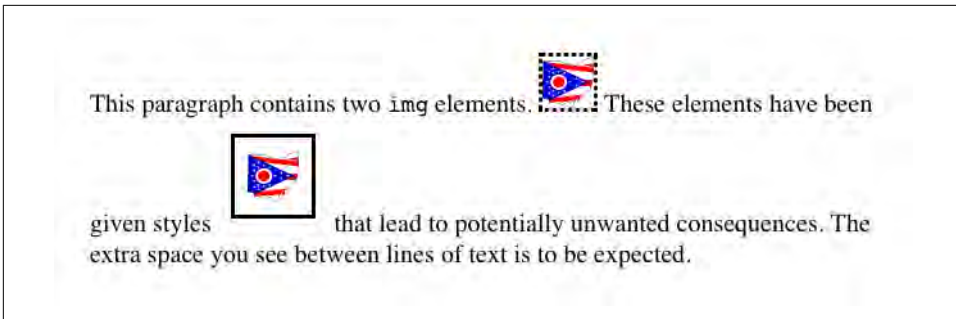 This paragraph contains two img elements. These elements have been
given styles that lead to potentially unwanted consequences. The
extra space you see between lines of text is to be expected.